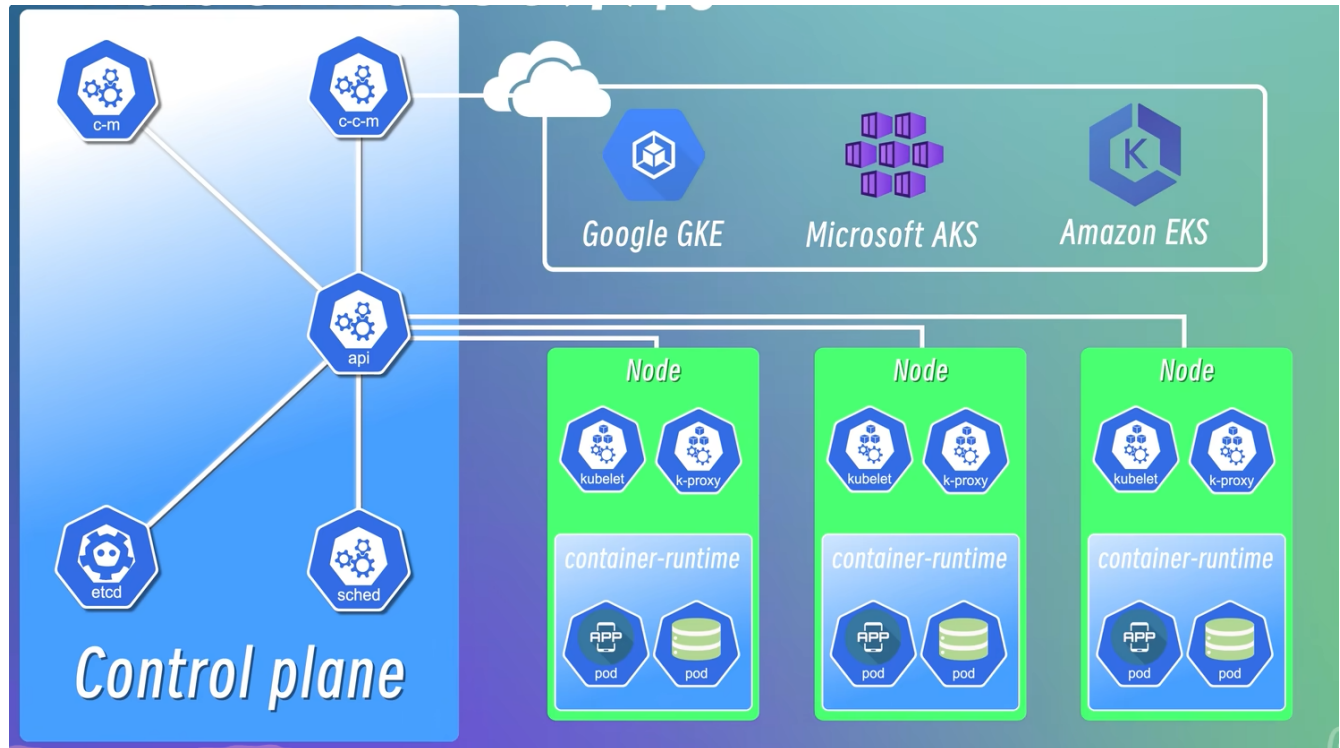 c-m
c-c-m
Google GKE
Microsoft AKS
Amazon EKS
K
api
Node
Node
Node
kubelet
k-proxy
kubelet
k-proxy
kubelet
k-proxy
container-runtime
container-runtime
container-runtime
etcd
sched
APP
APP
APP
pod
pod
pod
pod
pod
pod
Control plane